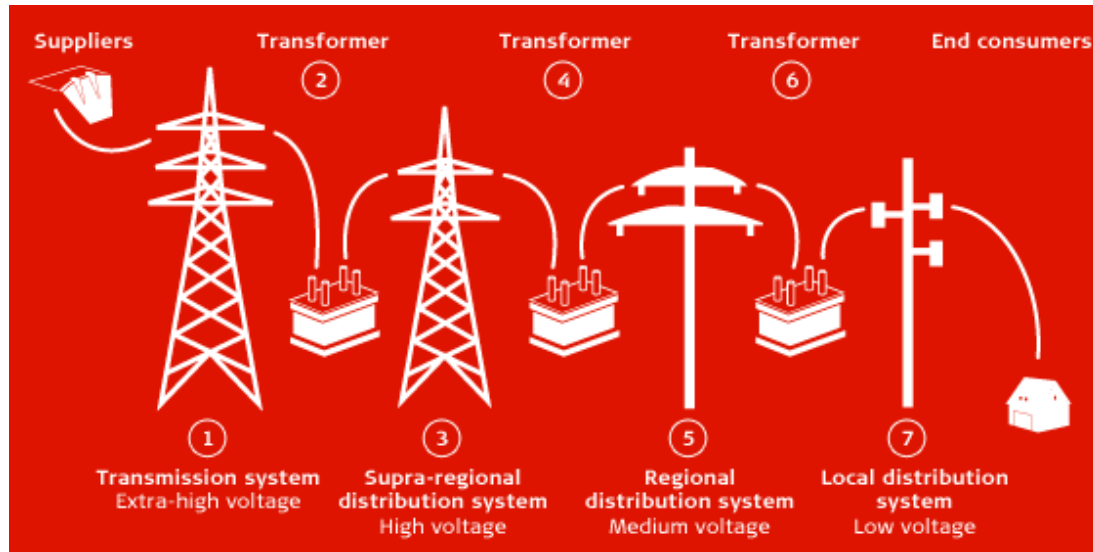 Suppliers
Transformer
Transformer
Transformer
End consumers
2
4
6
1
3
5
7
Transmission system
Extra-high voltage
Supra-regional
distribution system
High voltage
Regional
distribution system
Medium voltage
Local distribution
system
Low voltage